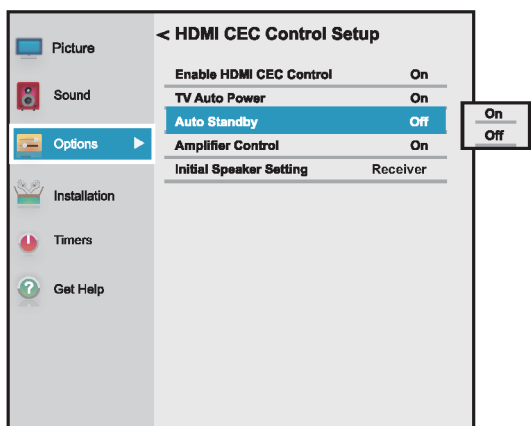 Picture
Sound
Options
Installation
Timers
Get Help
< HDMI CEC Control Setup
Enable HDMI CEC Control On
TV Auto Power On
Auto Standby Off
Amplifier Control On
Initial Speaker Setting Receiver
On
Off